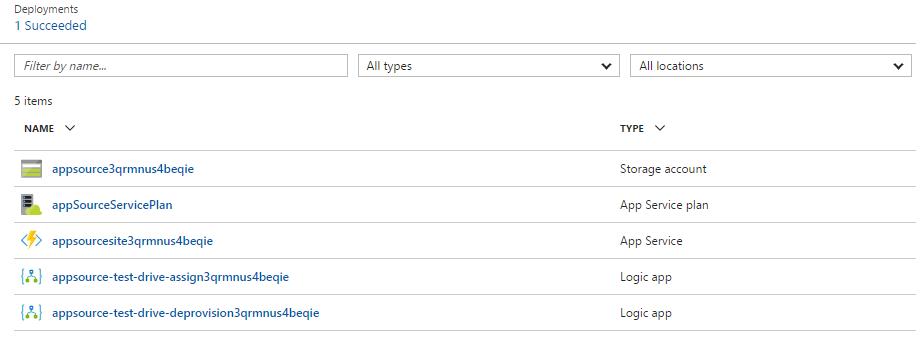 Deployments
1 Succeeded
Filter by name...
All types
All locations
5 items
NAME TYPE
appsource3qrmnus4beqie Storage account
appSourceServicePlan App Service plan
appsourcesite3qrmnus4beqie App Service
appsource-test-drive-assign3qrmnus4beqie Logic app
appsource-test-drive-deprovision3qrmnus4beqie Logic app